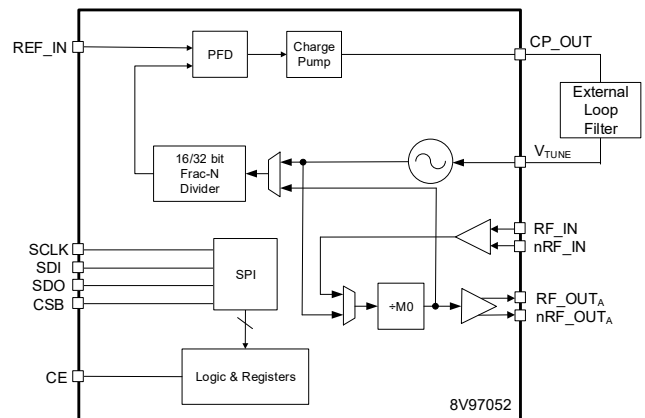 REF_IN
PFD
Charge
Pump
CP_OUT
External
Loop
Filter
16/32 bit
Frac-N
Divider
VTUNE
RF_IN
nRF_IN
SCLK
SDI
SDO
CSB
SPI
÷M0
RF_OUTA
nRF_OUTA
CE
Logic & Registers
8V97052